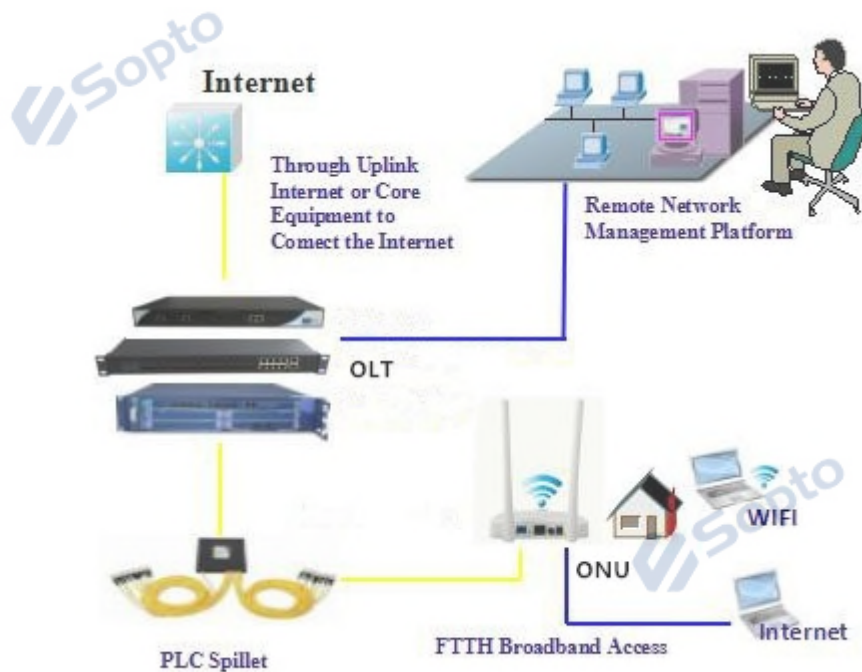 Sopto
Internet
Through Uplink
Internet or Core
Equipment to
Comect the Internet
Remote Network
Management Platform
OLT
WIFI
Sopto
ONU
Internet
FTTH Broadband Access
PLC Spillet